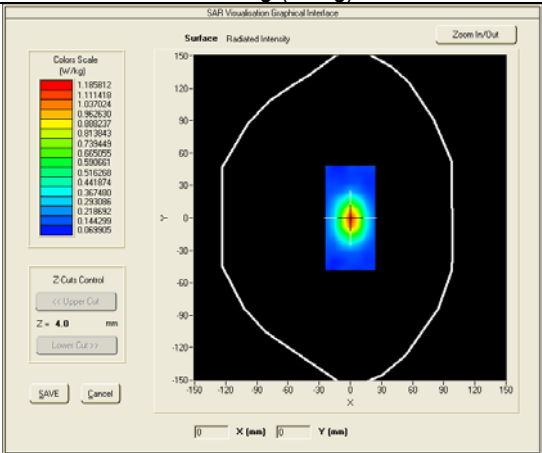 SAR Visualisation Graphical Interface
Surface Radiated Intensity
Zoom In/Out
Colors Scale
(W/kg)
1.185812
1.111418
1.037024
0.962630
0.888237
0.813843
0.739449
0.665055
0.590661
0.516268
0.441874
0.367480
0.293086
0.218692
0.144299
0.069905
Z-Cuts Control
<< Upper Cut
Z = 4.0 mm
Lower Cut >>
SAVE Cancel
150
120
90
60
30
Y 0
-30
-60
-90
-120
-150
-150 -120 -90 -60 -30 0 30 60 90 120 150
X
0 X (mm) 0 Y (mm)